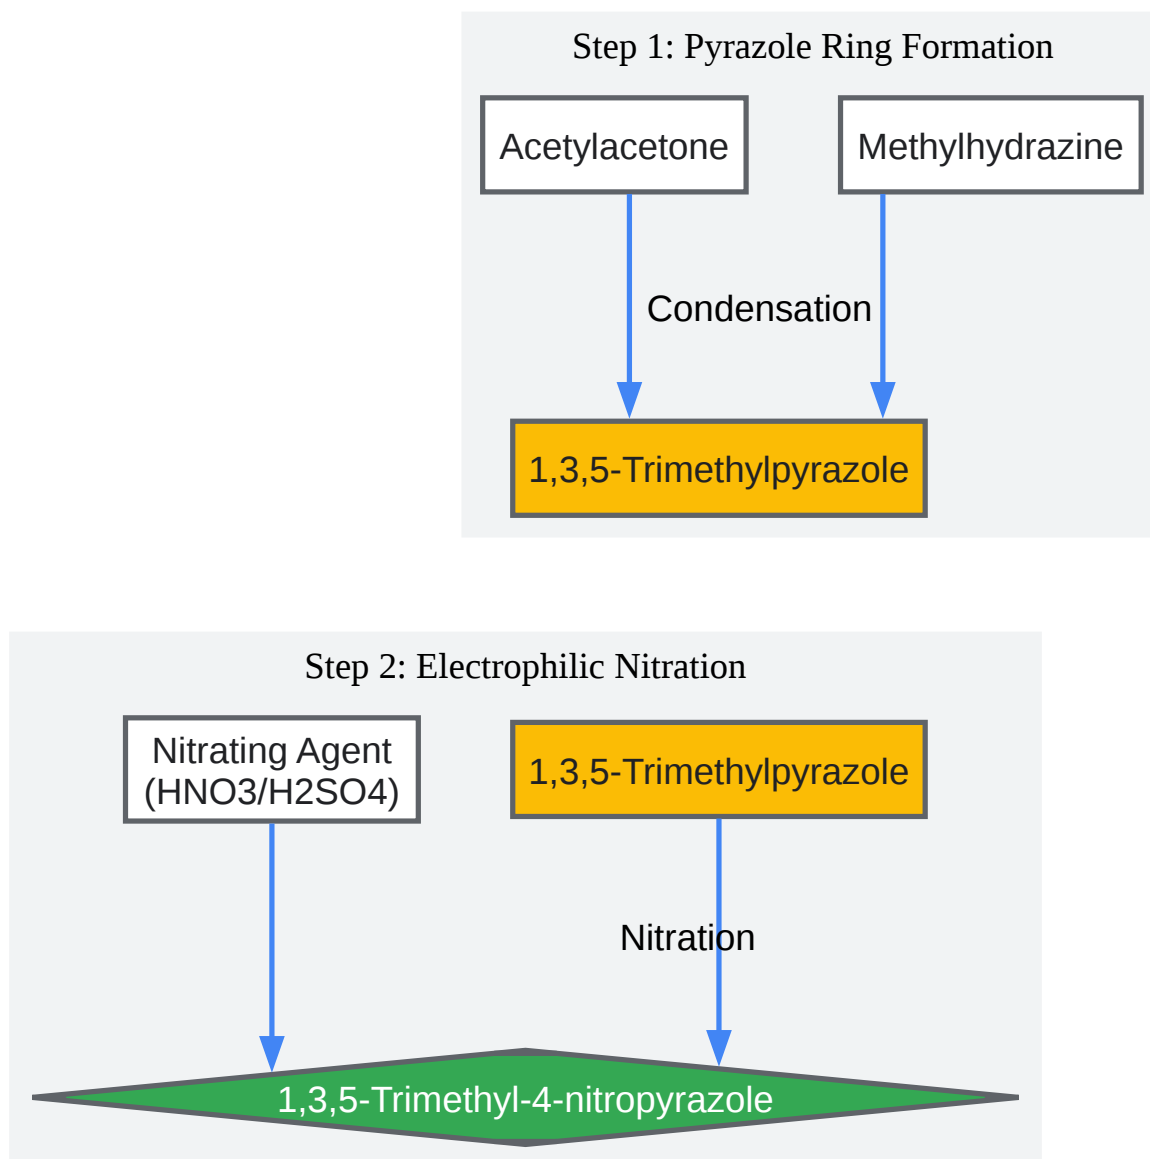 Step 1: Pyrazole Ring Formation
Acetylacetone
Methylhydrazine
Condensation
1,3,5-Trimethylpyrazole
Step 2: Electrophilic Nitration
Nitrating Agent
(HNO3/H2SO4)
1,3,5-Trimethylpyrazole
Nitration
1,3,5-Trimethyl-4-nitropyrazole